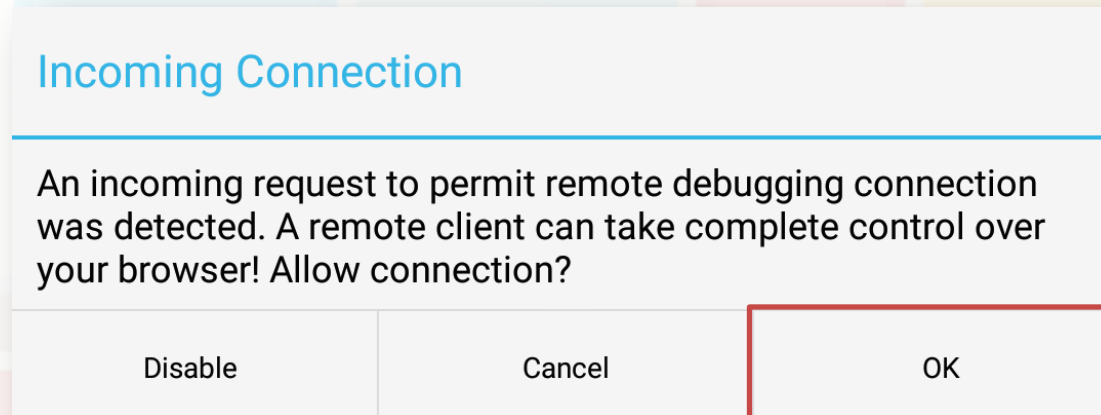 Incoming Connection
An incoming request to permit remote debugging connection
was detected. A remote client can take complete control over
your browser! Allow connection?
Disable
Cancel
OK